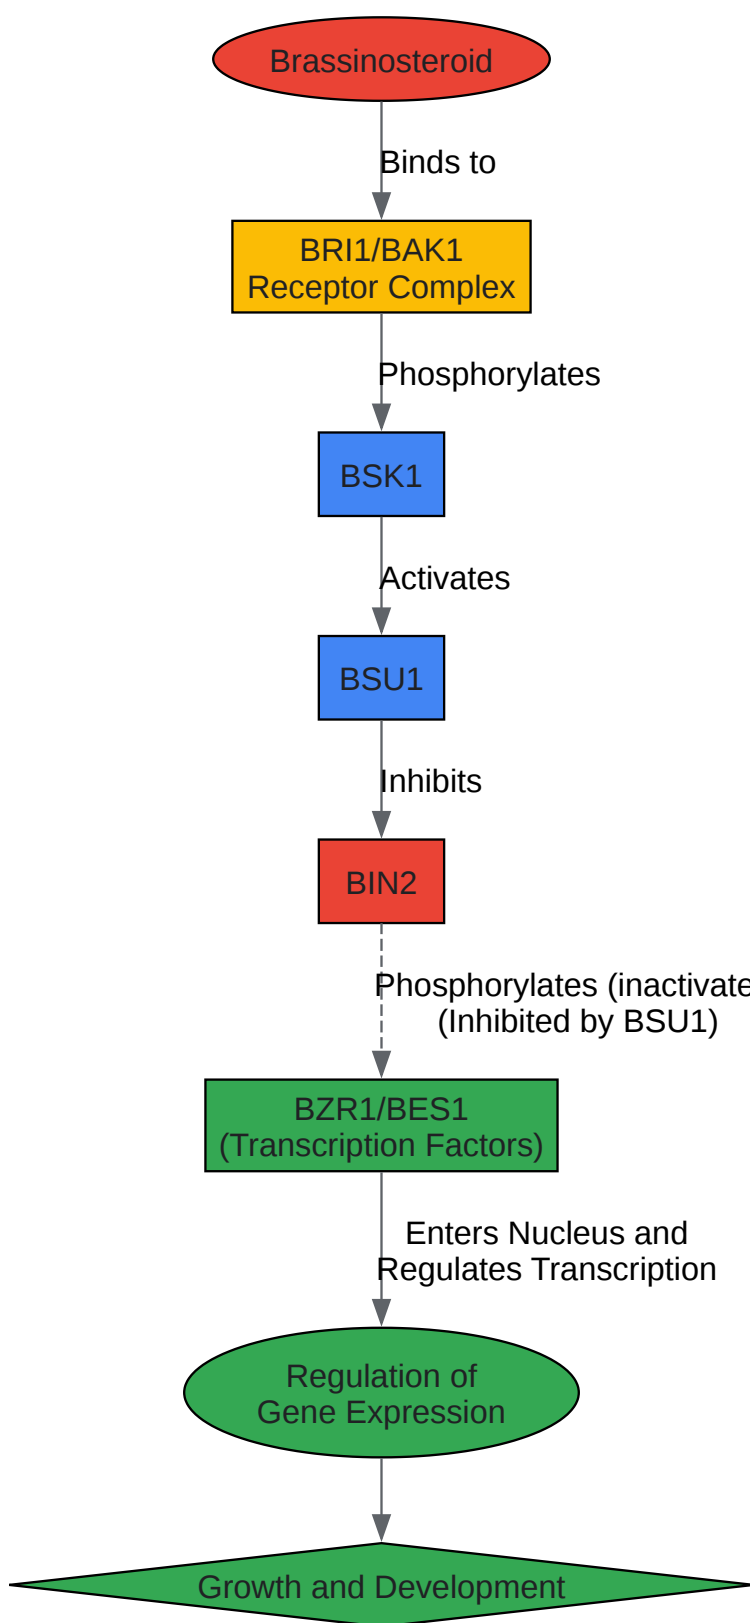 Brassinosteroid
Binds to
BRI1/BAK1
Receptor Complex
Phosphorylates
BSK1
Activates
BSU1
Inhibits
BIN2
Phosphorylates (inactivate
(Inhibited by BSU1)
BZR1/BES1
(Transcription Factors)
Enters Nucleus and
Regulates Transcription
Regulation of
Gene Expression
Growth and Development